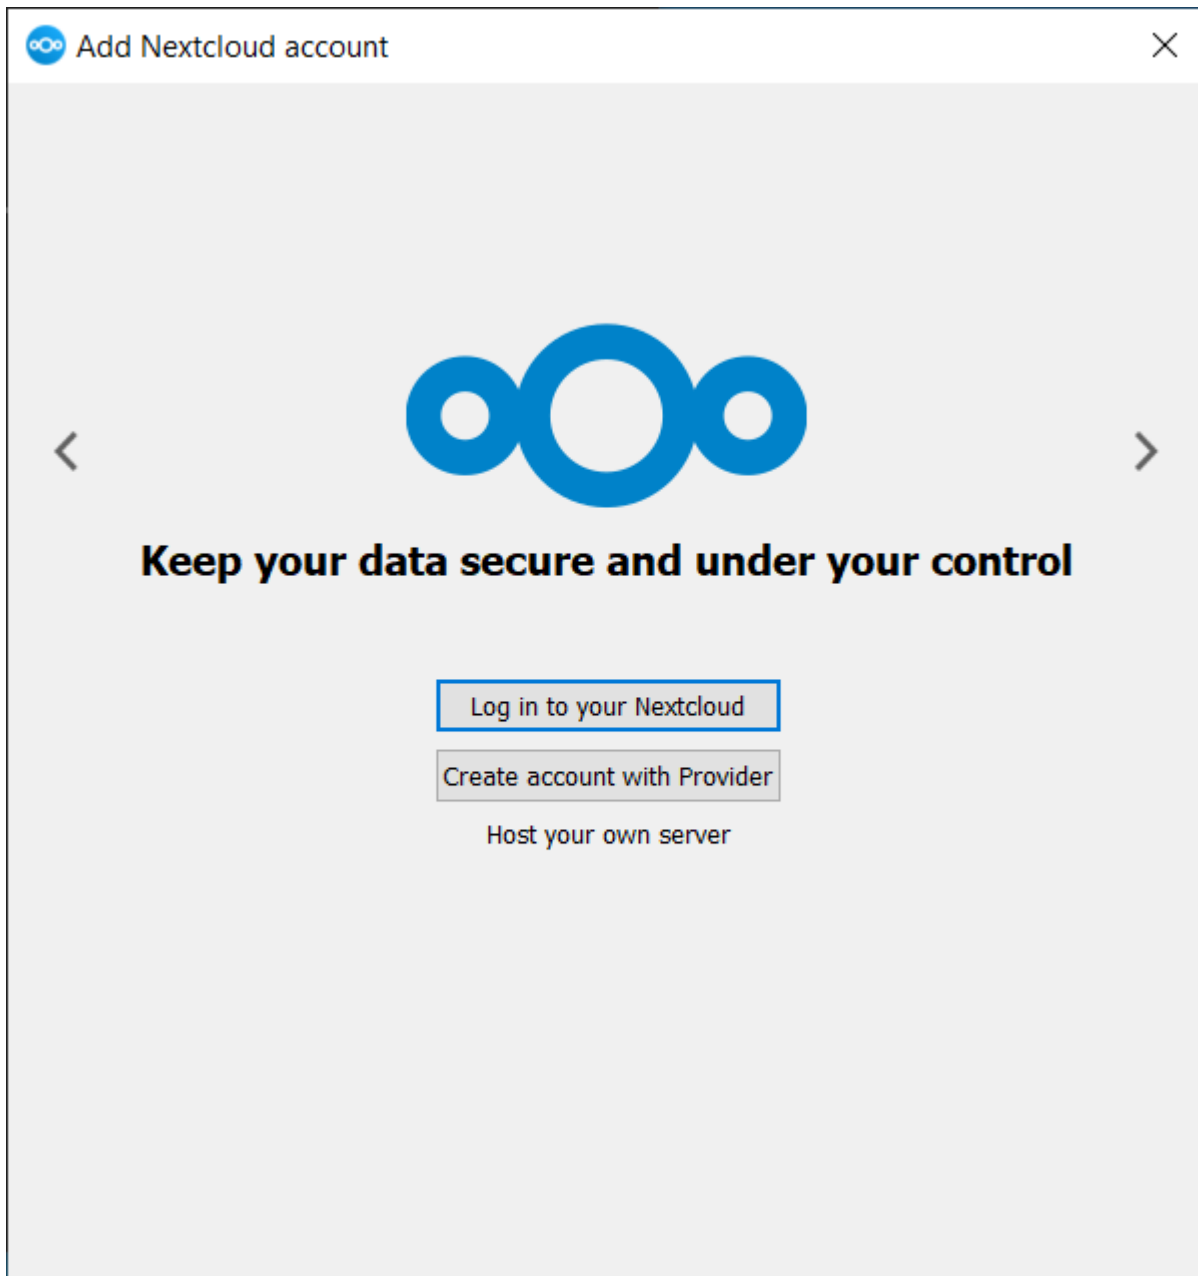 Add Nextcloud account
Keep your data secure and under your control
Log in to your Nextcloud
Create account with Provider
Host your own server